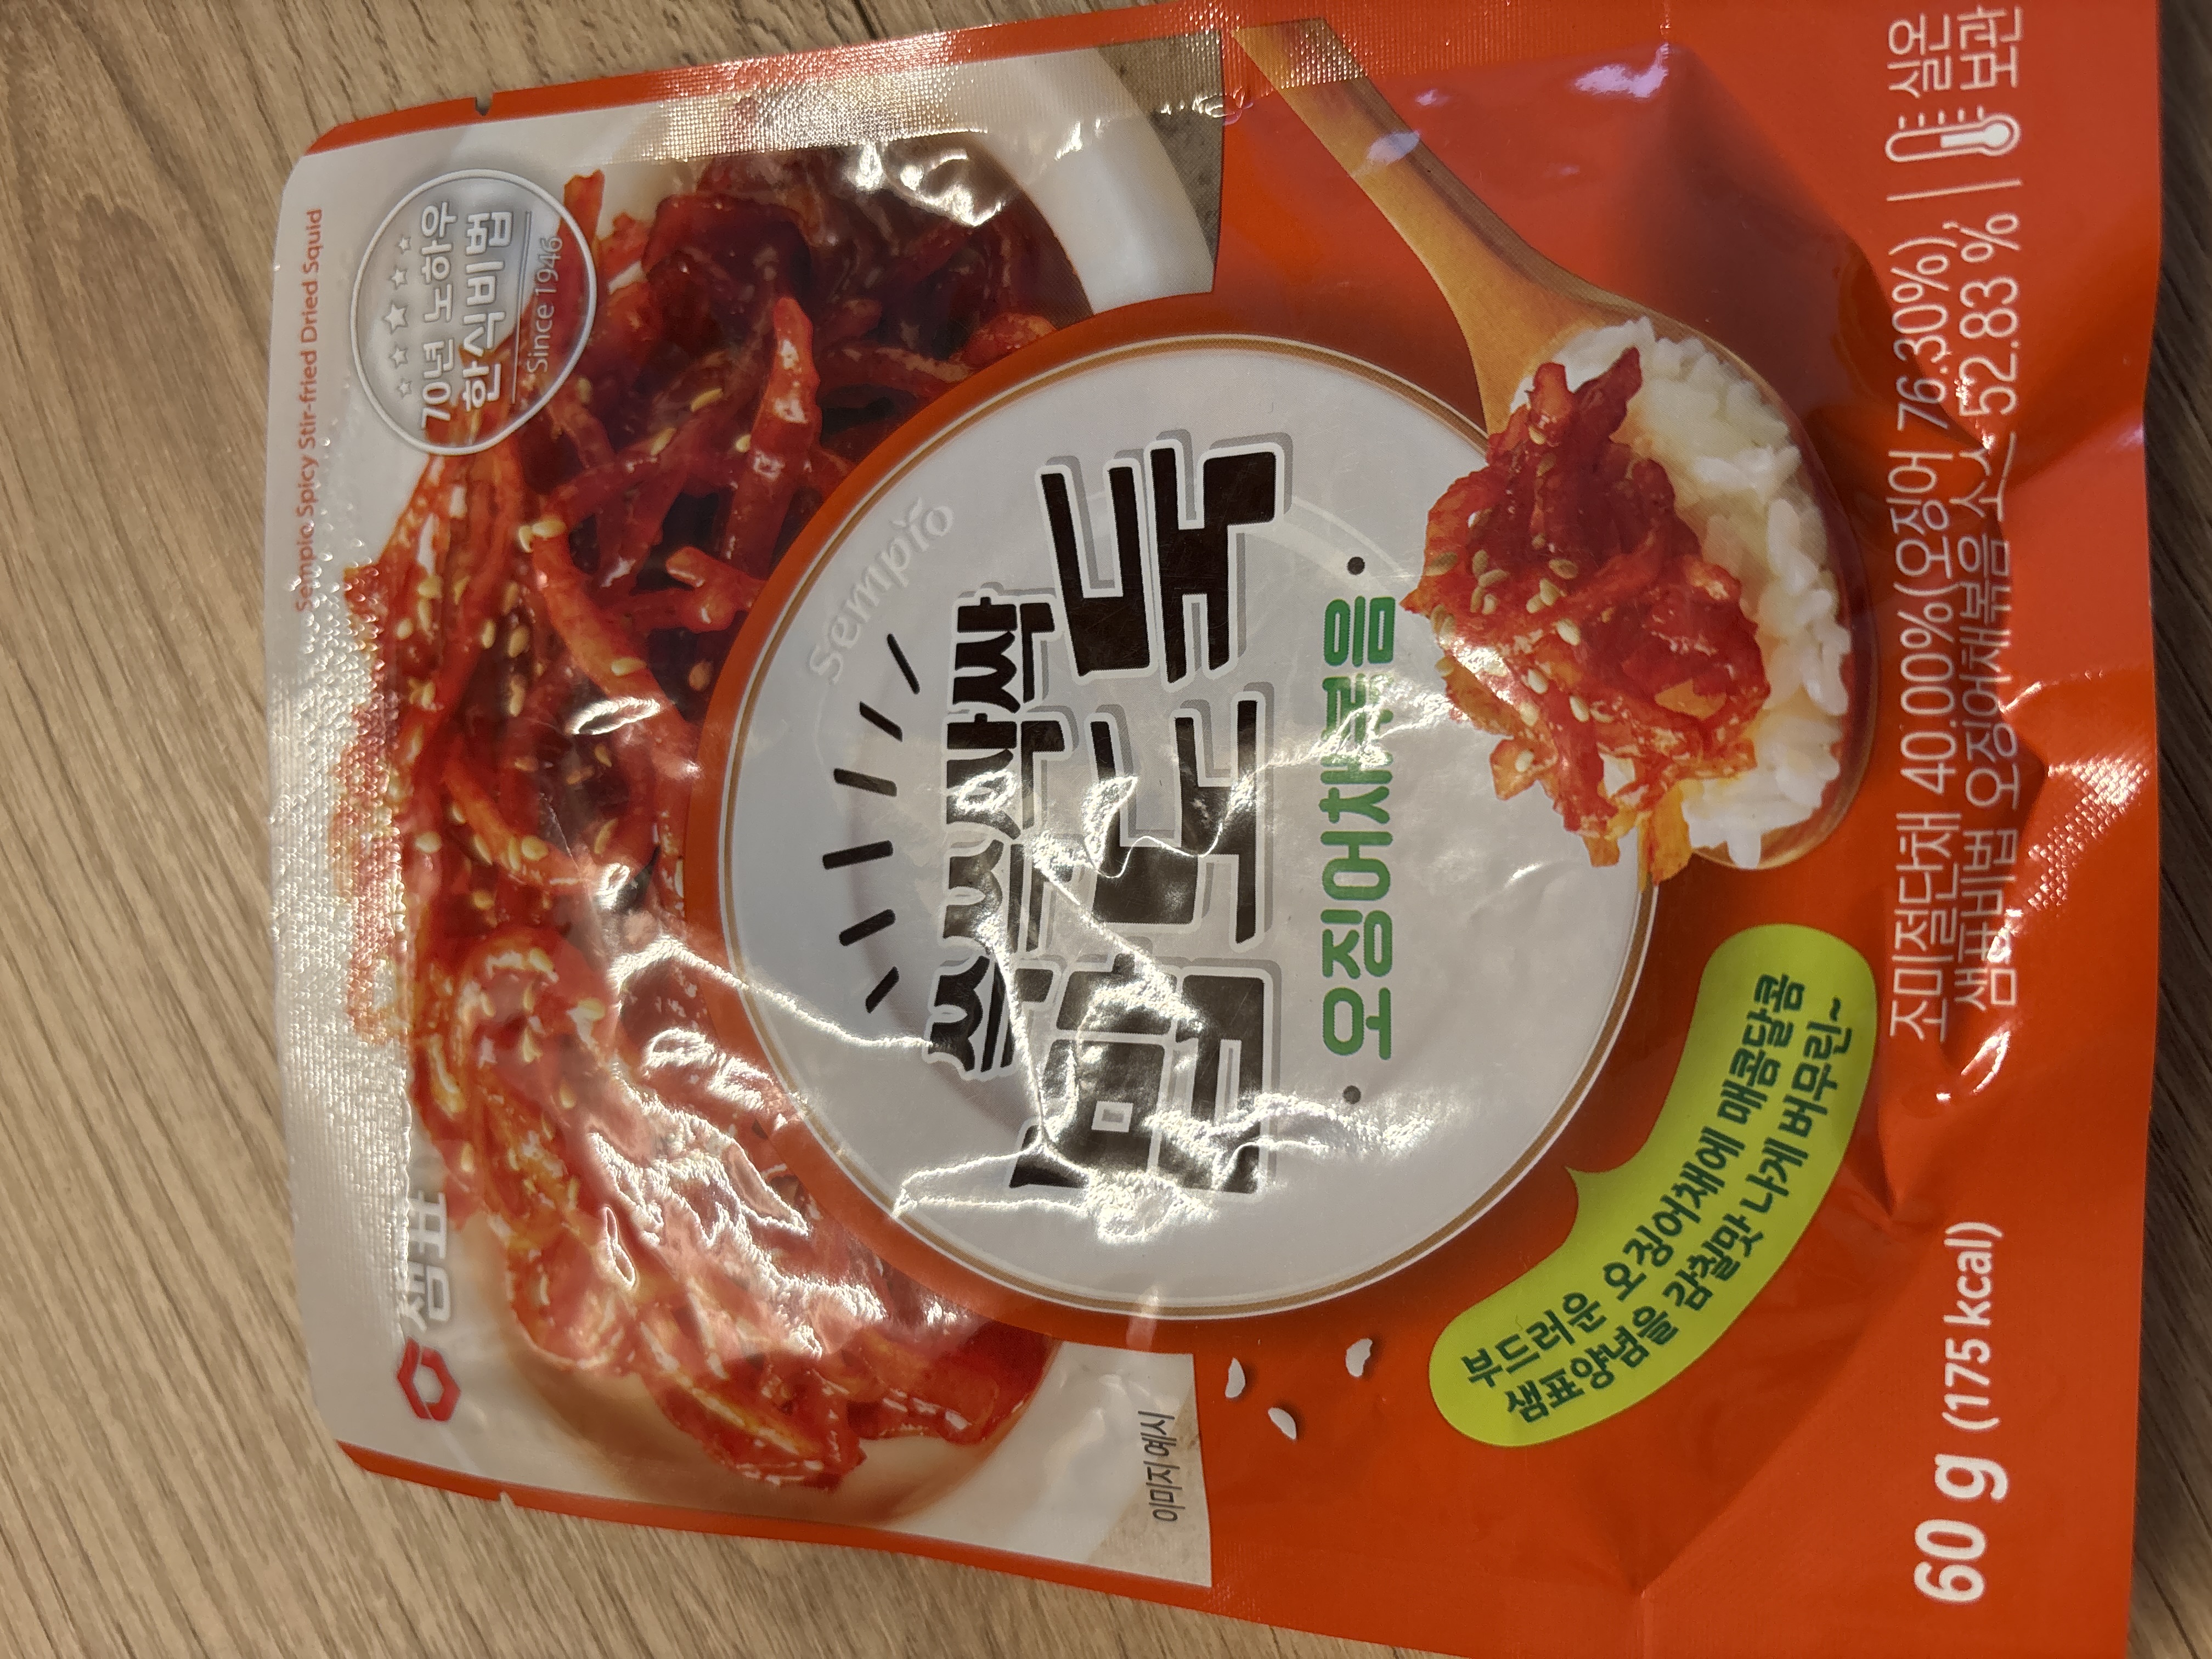 Sempio Spicy Stir-fried Dried Squid
샘표
70년 노하우
한식비법
Since 1946
sempio
쓱쓱싹싹
밥도둑
오징어채볶음
이미지 예시
부드러운 오징어채에 매콤달콤
샘표양념을 감칠맛 나게 버무린~
60 g (175 kcal)
조미절단채 40.00%(오징어 76.30%),
샘표비법 오징어채볶음 소스 52.83 %
실온
보관